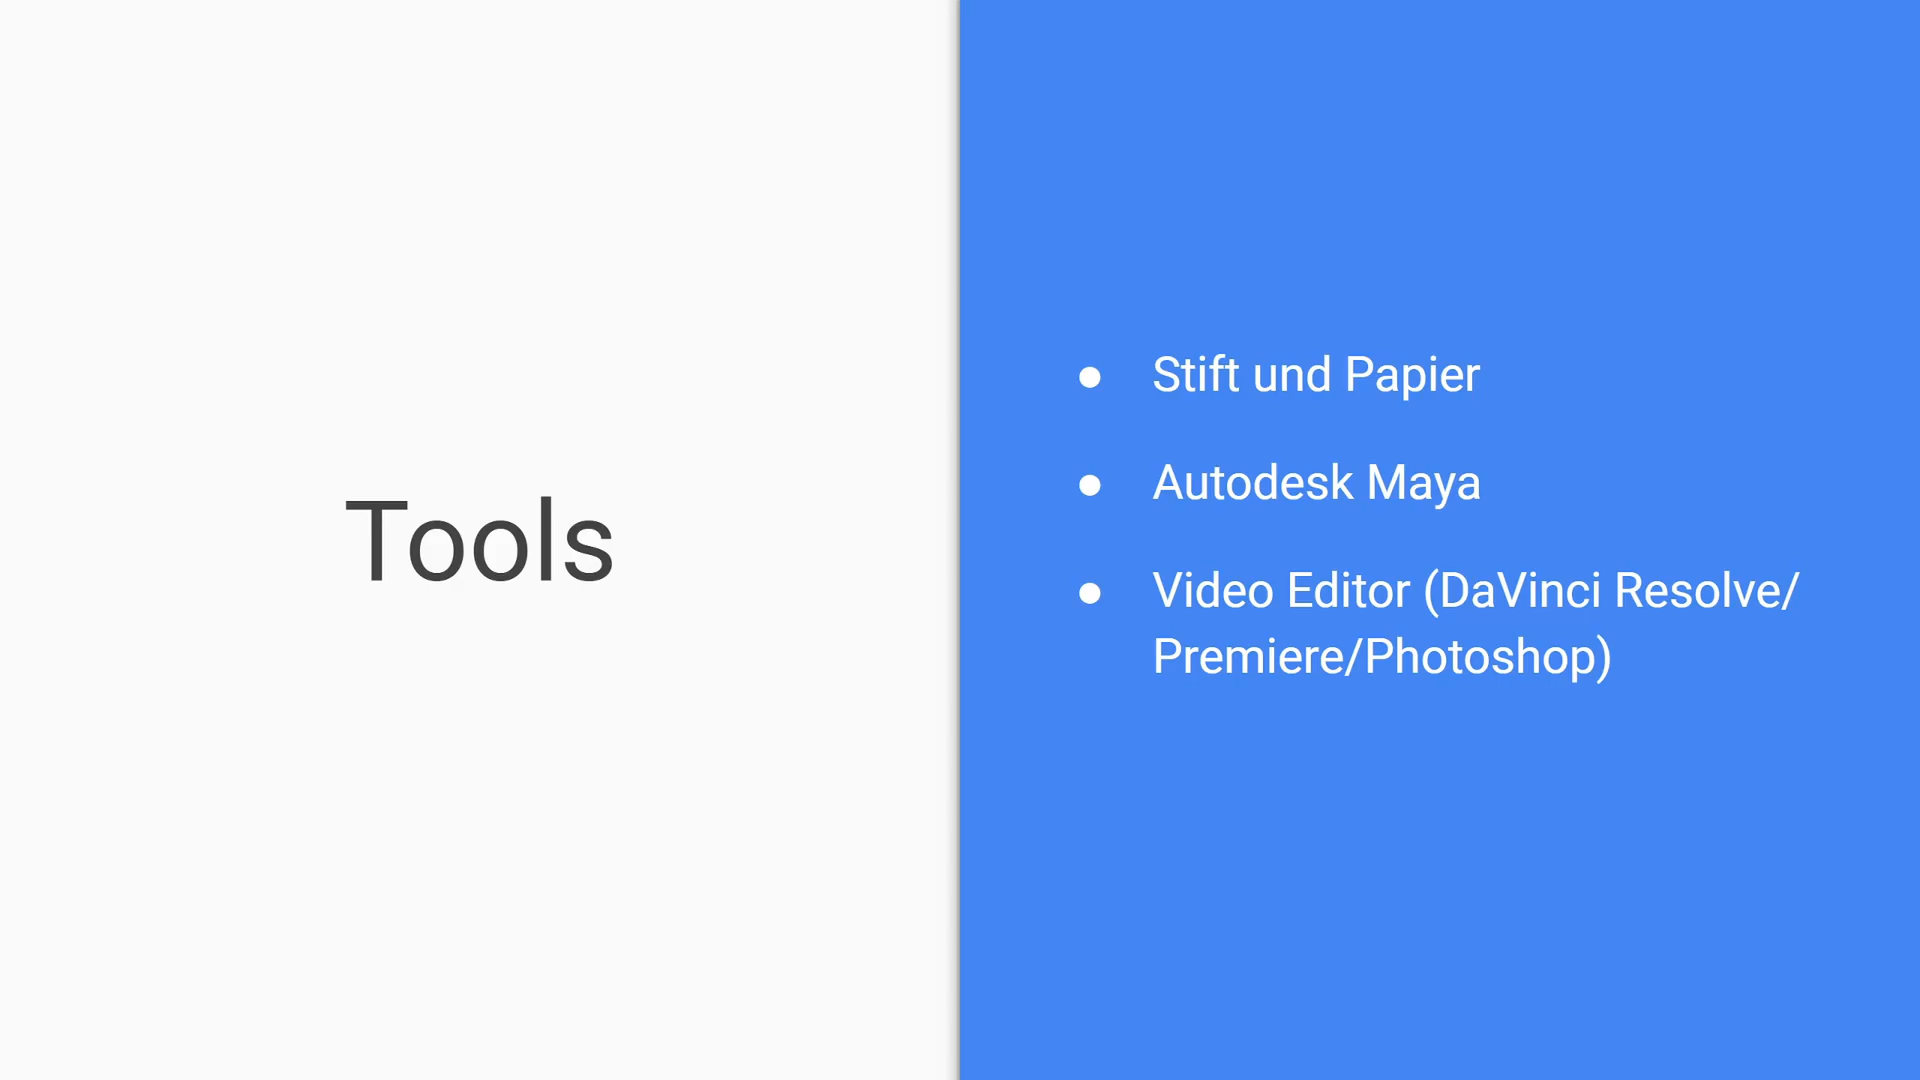 Tools
● Stift und Papier
● Autodesk Maya
● Video Editor (DaVinci Resolve/
Premiere/Photoshop)